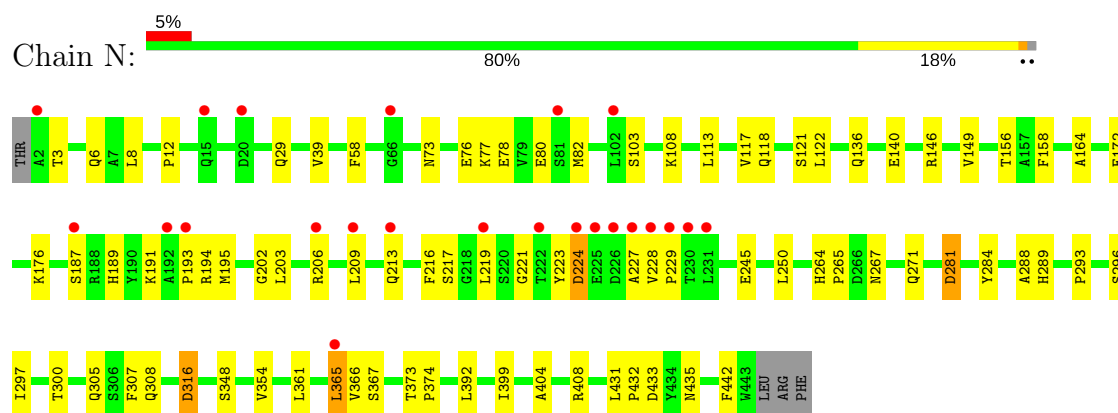 5%
Chain N:
80%
18%
••
THR A2 T3 Q6 A7 L8 P12 Q15 D20 Q29 V39 F58 G66 N73 E76 K77 E78 V79 E80 S81 M82 L102 S103 K108 L113 V117 Q118 S121 L122 Q136 E140 R146 V149 T156 A157 F158 A164
K176 S187 R188 H189 Y190 K191 A192 P193 R194 M195 G202 L203 R206 L209 Q213 F216 S217 G218 L219 S220 G221 T222 Y223 D224 E225 D226 A227 V228 P229 T230 L231 E245 L250 H264 P265 D266 N267 Q271 D281 Y284 A288 H289 P293
I297 T300 Q305 S306 F307 Q308 D316 S348 V354 L361 L365 V366 S367 T373 P374 L392 I399 A404 R408 L431 P432 D433 Y434 N435 F442 W443 LEU ARG PHE